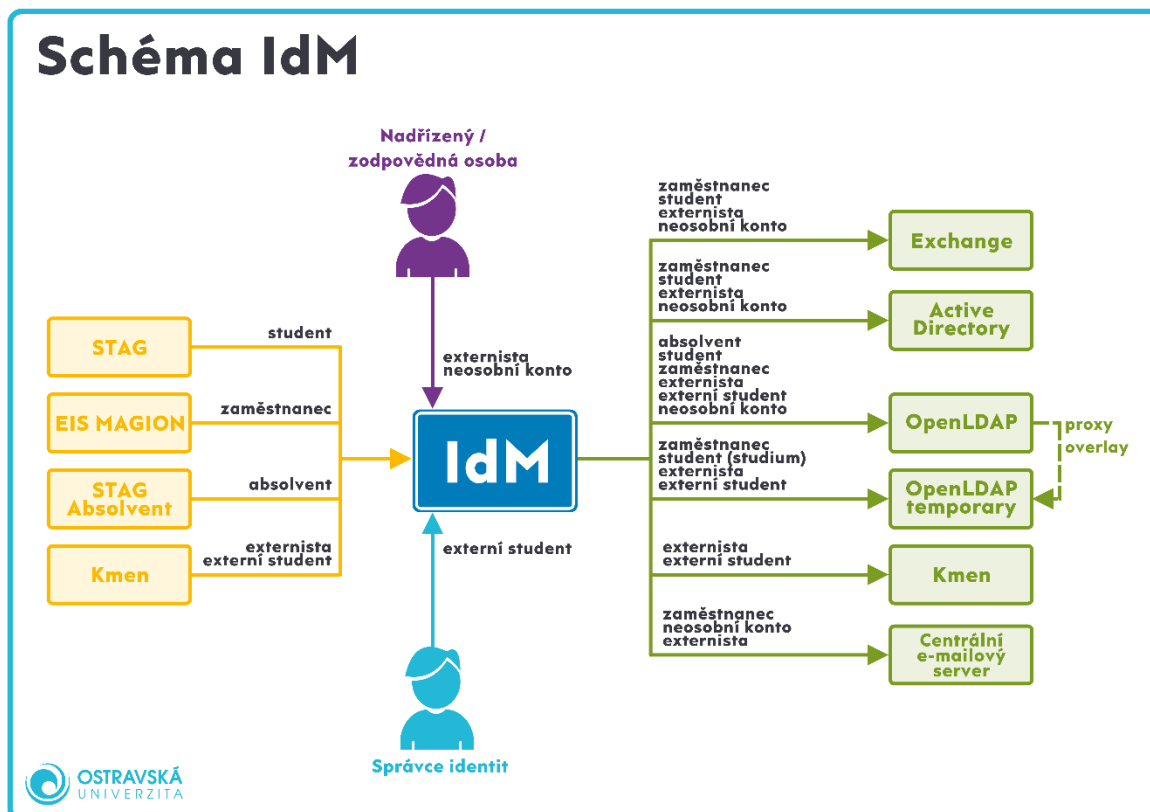 Schéma IdM
Nadřízený /
zodpovědná osoba
externista
neosobní konto
STAG
student
EIS MAGION
zaměstnanec
STAG
Absolvent
absolvent
Kmen
externista
externí student
IdM
externí student
Správce identit
zaměstnanec
student
externista
neosobní konto
Exchange
zaměstnanec
student
externista
neosobní konto
Active
Directory
absolvent
student
zaměstnanec
externista
externí student
neosobní konto
OpenLDAP
proxy
overlay
zaměstnanec
student (studium)
externista
externí student
OpenLDAP
temporary
externista
externí student
Kmen
zaměstnanec
neosobní konto
externista
Centrální
e-mailový
server
OSTRAVSKÁ
UNIVERZITA